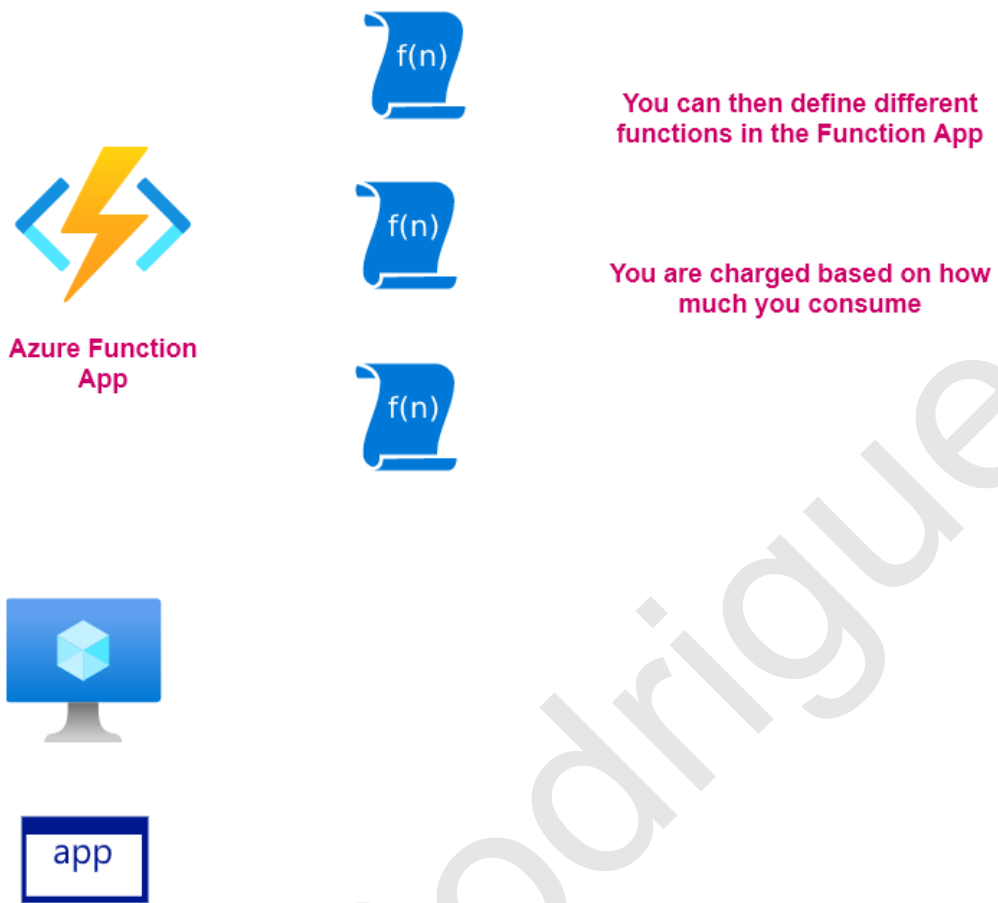 f(n)
You can then define different
functions in the Function App
f(n)
You are charged based on how
much you consume
Azure Function
App
f(n)
app
odrigue